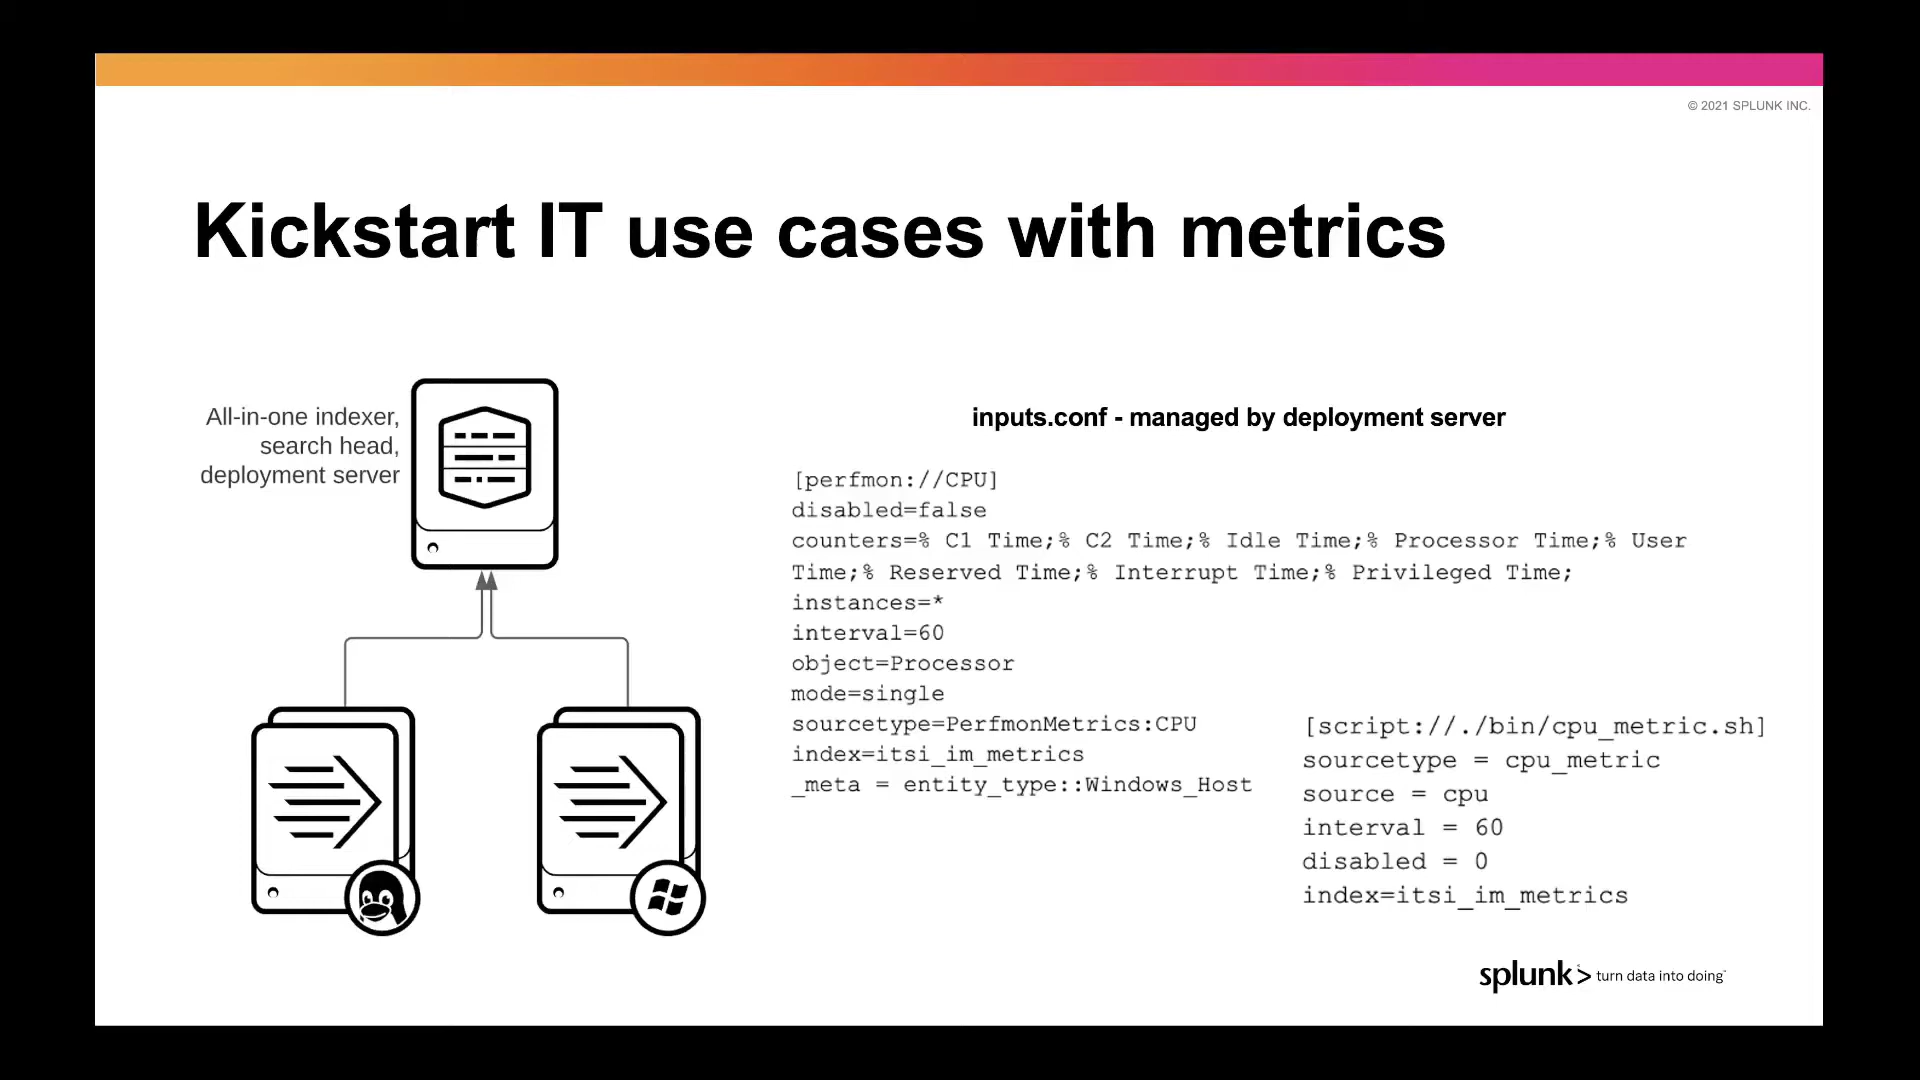 © 2021 SPLUNK INC.
Kickstart IT use cases with metrics
All-in-one indexer,
search head,
deployment server
inputs.conf - managed by deployment server
[perfmon://CPU]
disabled=false
counters=% C1 Time;% C2 Time;% Idle Time;% Processor Time;% User
Time;% Reserved Time;% Interrupt Time;% Privileged Time;
instances=*
interval=60
object=Processor
mode=single
sourcetype=PerfmonMetrics:CPU
index=itsi_im_metrics
_meta = entity_type::Windows_Host
[script://./bin/cpu_metric.sh]
sourcetype = cpu_metric
source = cpu
interval = 60
disabled = 0
index=itsi_im_metrics
splunk> turn data into doing™